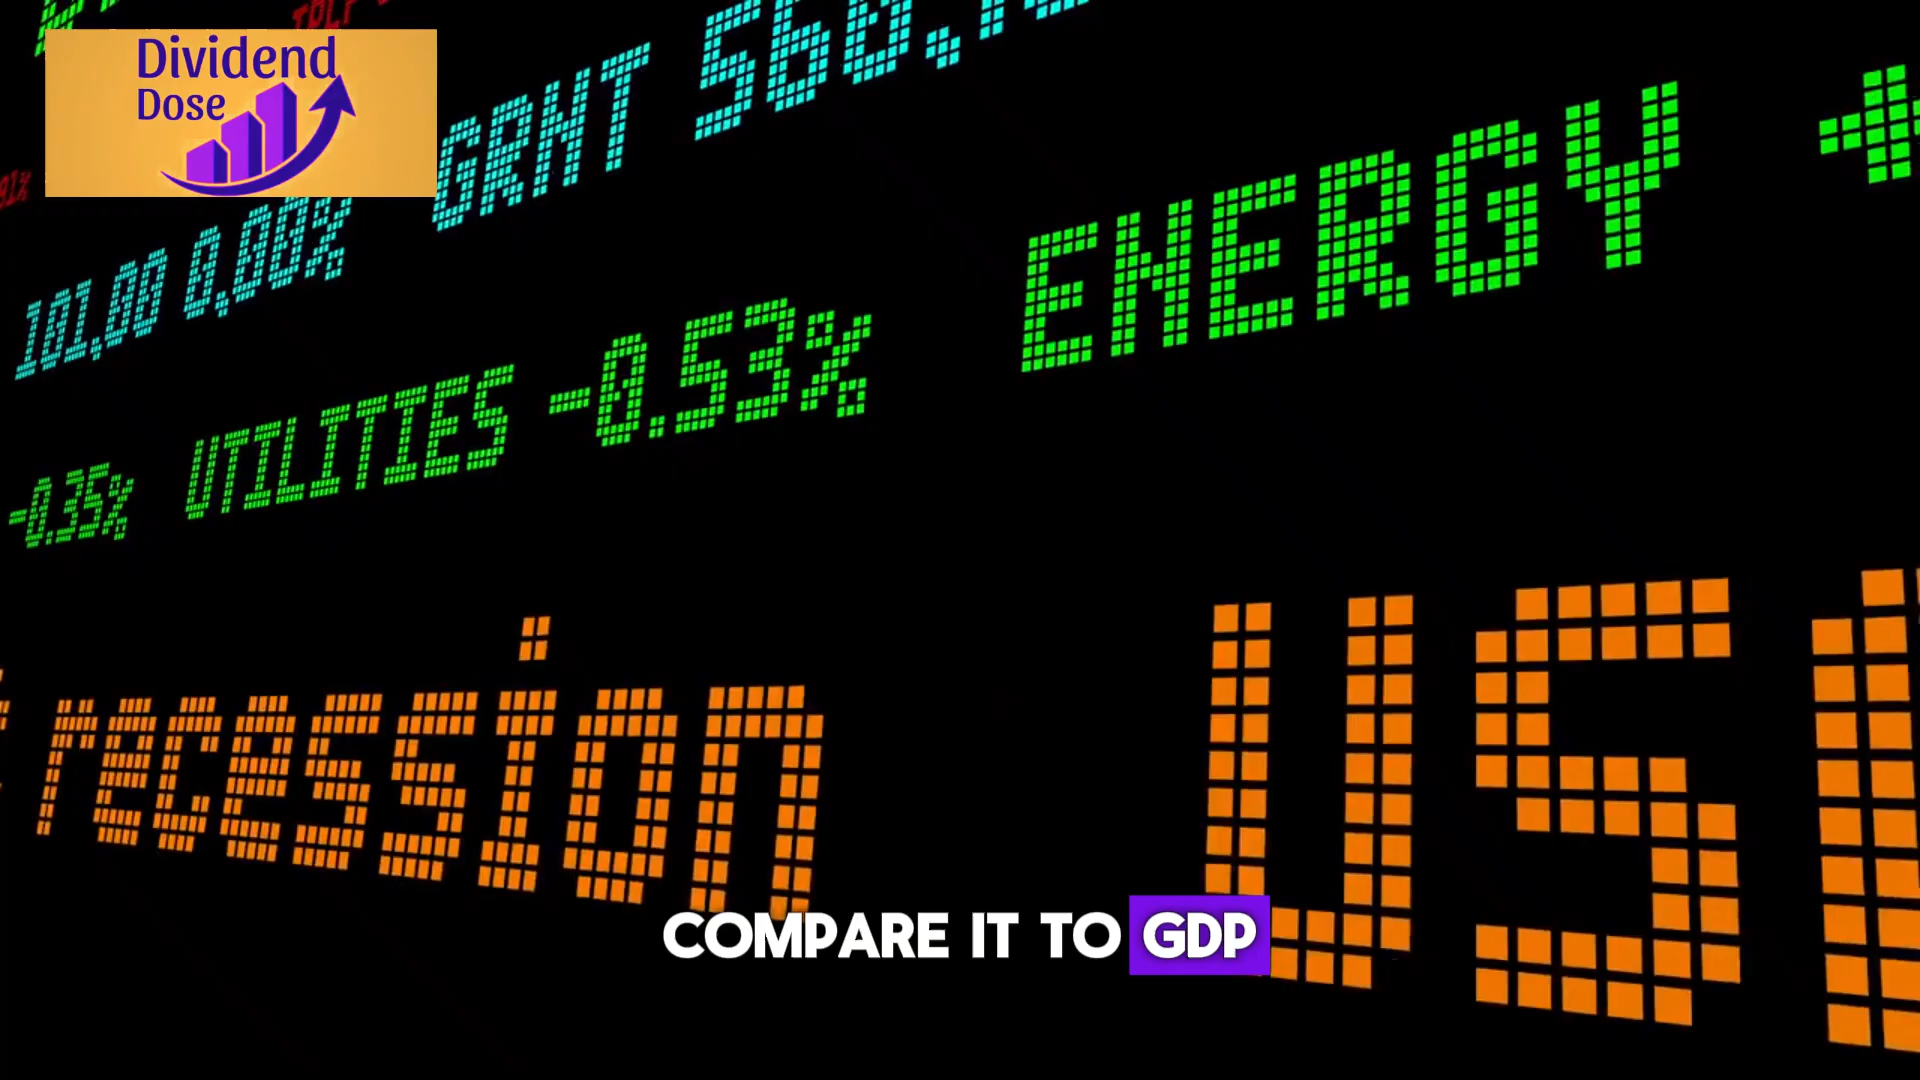 Dividend
Dose
GRNT 560,
101,00 0,00%
ENERGY +
-0.35% UTILITIES -0.53%
recession
COMPARE IT TO GDP